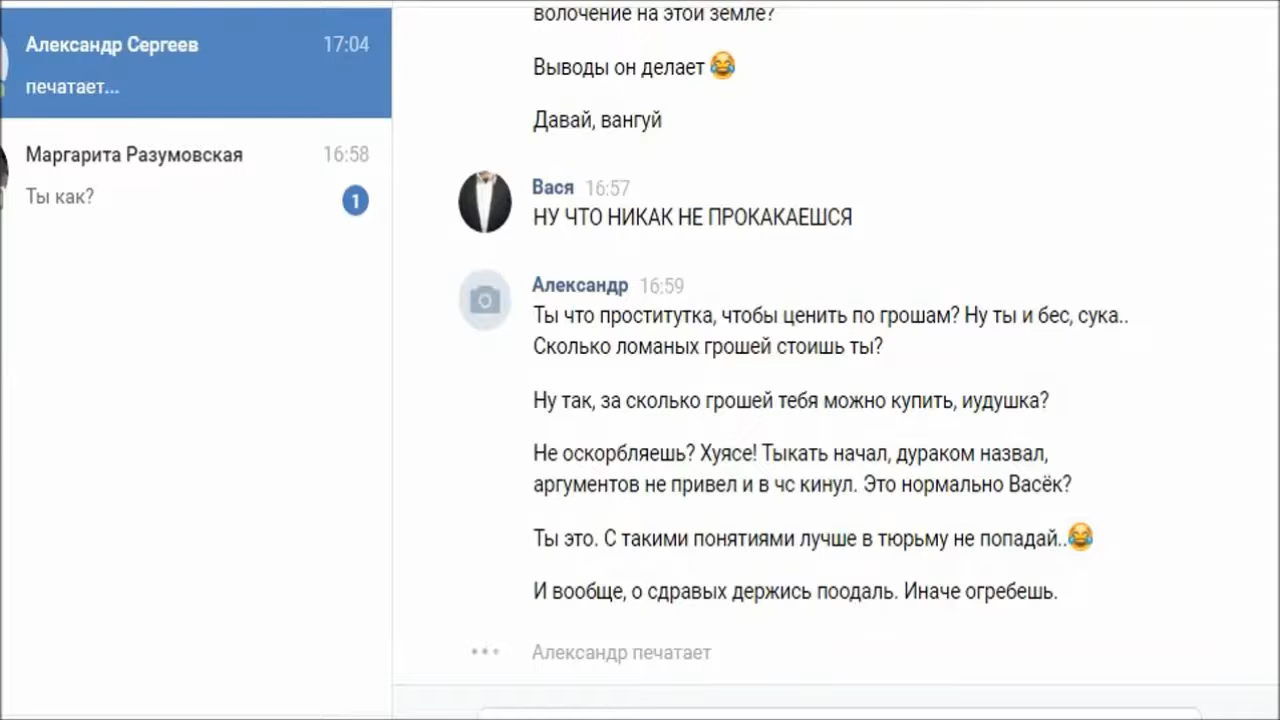 Александр Сергеев 17:04
печатает...
Маргарита Разумовская 16:58
Ты как? 1
волочение на этой земле?
Выводы он делает 😂
Давай, вангуй
Вася 16:57
НУ ЧТО НИКАК НЕ ПРОКАКАЕШСЯ
Александр 16:59
Ты что проститутка, чтобы ценить по грошам? Ну ты и бес, сука..
Сколько ломаных грошей стоишь ты?
Ну так, за сколько грошей тебя можно купить, иудушка?
Не оскорбляешь? Хуясе! Тыкать начал, дураком назвал,
аргументов не привел и в чс кинул. Это нормально Васёк?
Ты это. С такими понятиями лучше в тюрьму не попадай..😂
И вообще, о сдравых держись поодаль. Иначе огребешь.
Александр печатает